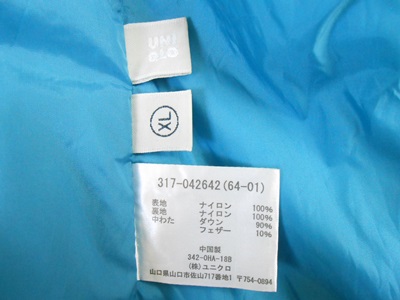 UNI
QLO
XL
317-042642(64-01)
表地 ナイロン 100%
裏地 ナイロン 100%
中わた ダウン 90%
フェザー 10%
中国製
342-OHA-18B
(株)ユニクロ
山口県山口市佐山717番地1 〒754-0894